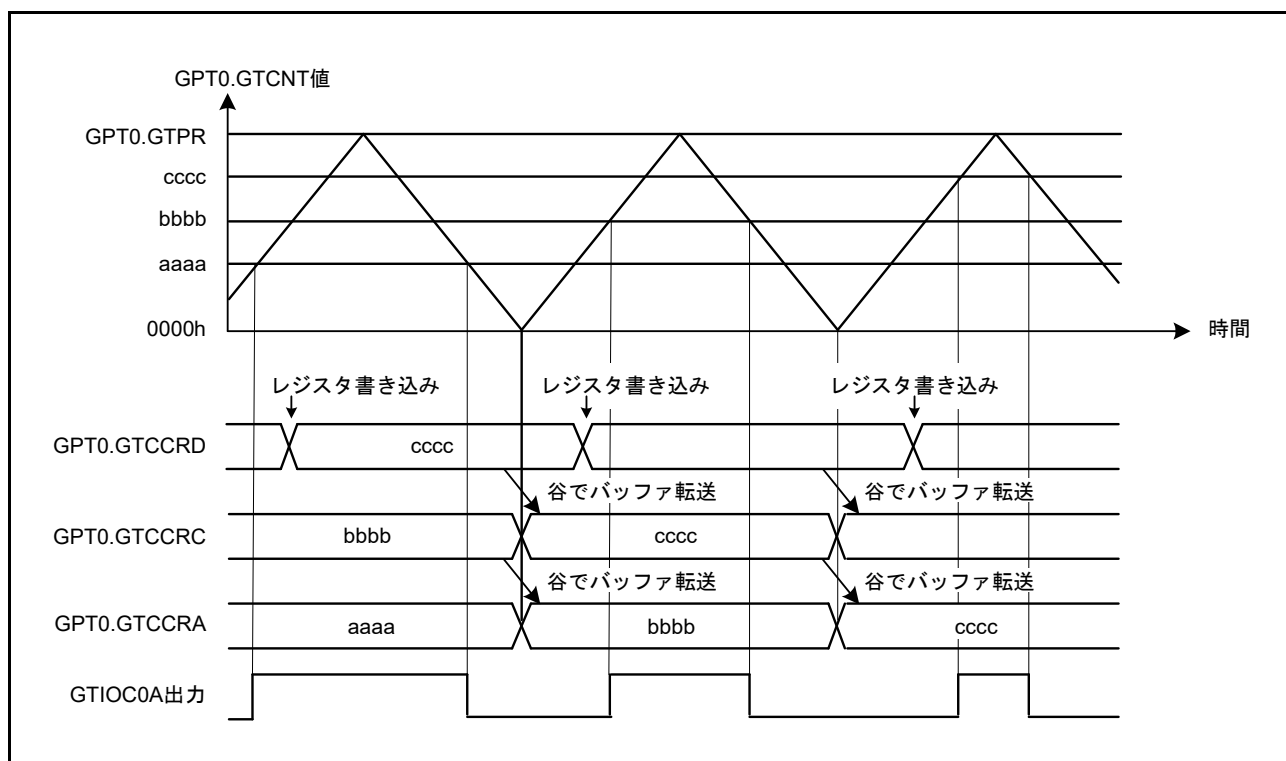 GPT0.GTCNT値
GPT0.GTPR
cccc
bbbb
aaaa
0000h
時間
レジスタ書き込み レジスタ書き込み レジスタ書き込み
GPT0.GTCCRD cccc
谷でバッファ転送 谷でバッファ転送
GPT0.GTCCRC bbbb cccc
谷でバッファ転送 谷でバッファ転送
GPT0.GTCCRA aaaa bbbb cccc
GTIOC0A出力